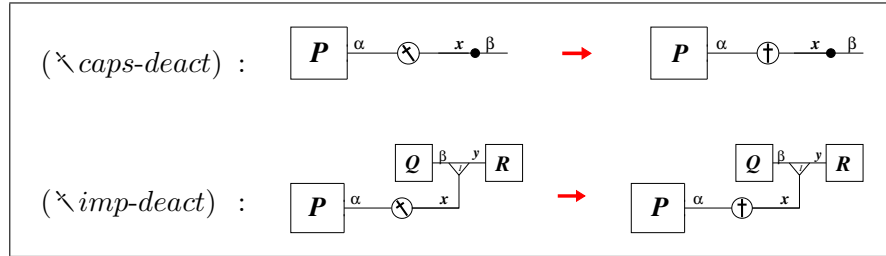 (†caps-deact) : P α † x β P α † x β
Q β y R Q β y R
(†imp-deact) : P α † x P α † x